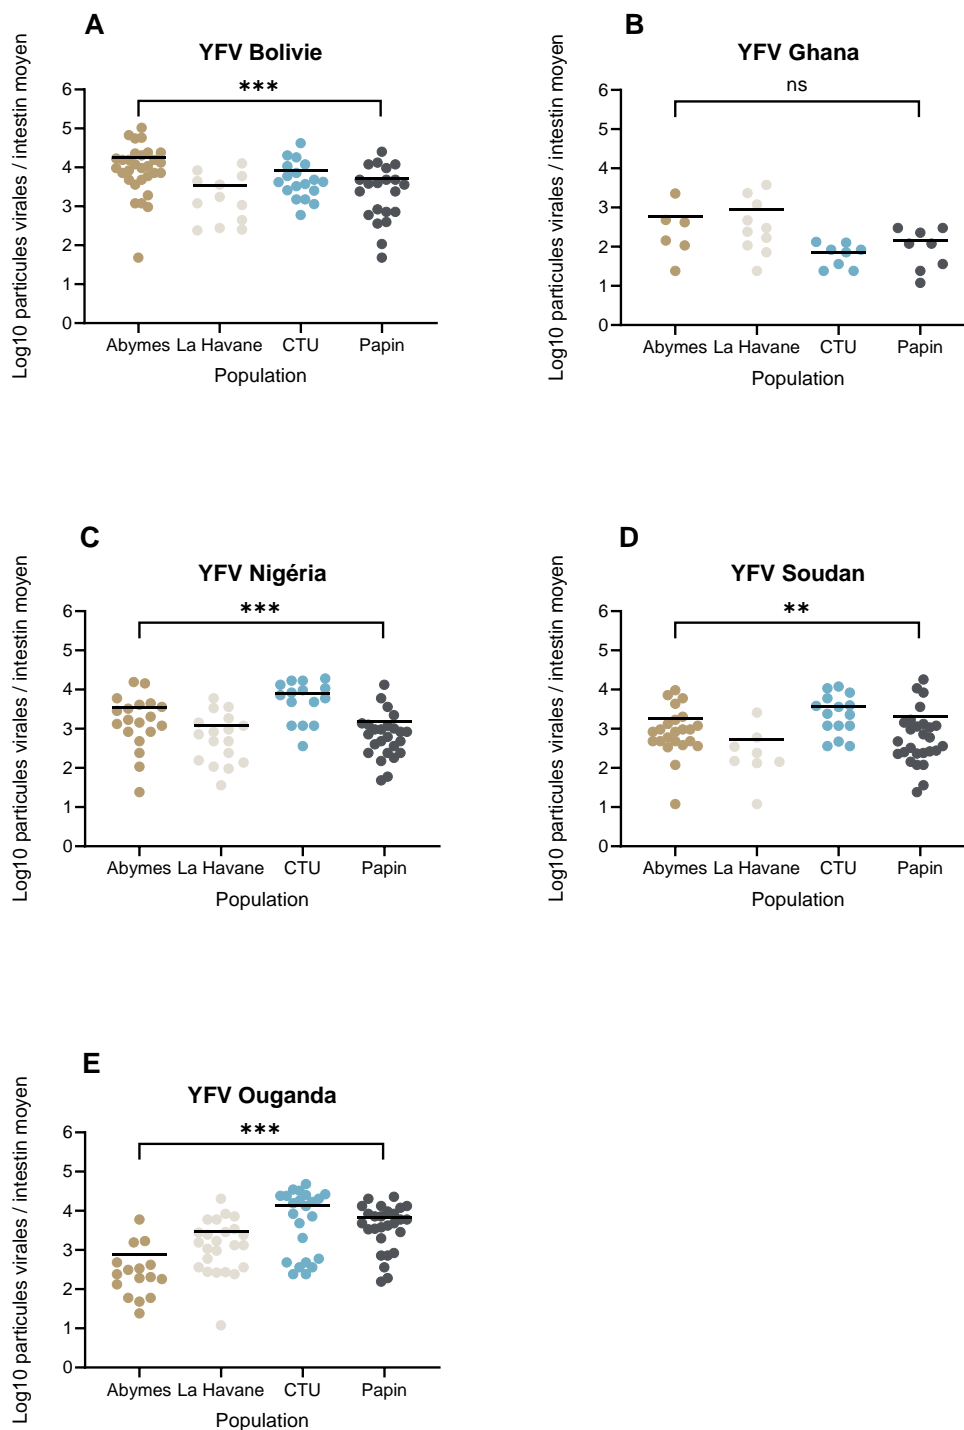 A
YFV Bolivie
***
Log10 particules virales / intestin moyen
6
5
4
3
2
1
0
Abymes La Havane CTU Papin
Population
B
YFV Ghana
ns
Log10 particules virales / intestin moyen
6
5
4
3
2
1
0
Abymes La Havane CTU Papin
Population
C
YFV Nigéria
***
Log10 particules virales / intestin moyen
6
5
4
3
2
1
0
Abymes La Havane CTU Papin
Population
D
YFV Soudan
**
Log10 particules virales / intestin moyen
6
5
4
3
2
1
0
Abymes La Havane CTU Papin
Population
E
YFV Ouganda
***
Log10 particules virales / intestin moyen
6
5
4
3
2
1
0
Abymes La Havane CTU Papin
Population